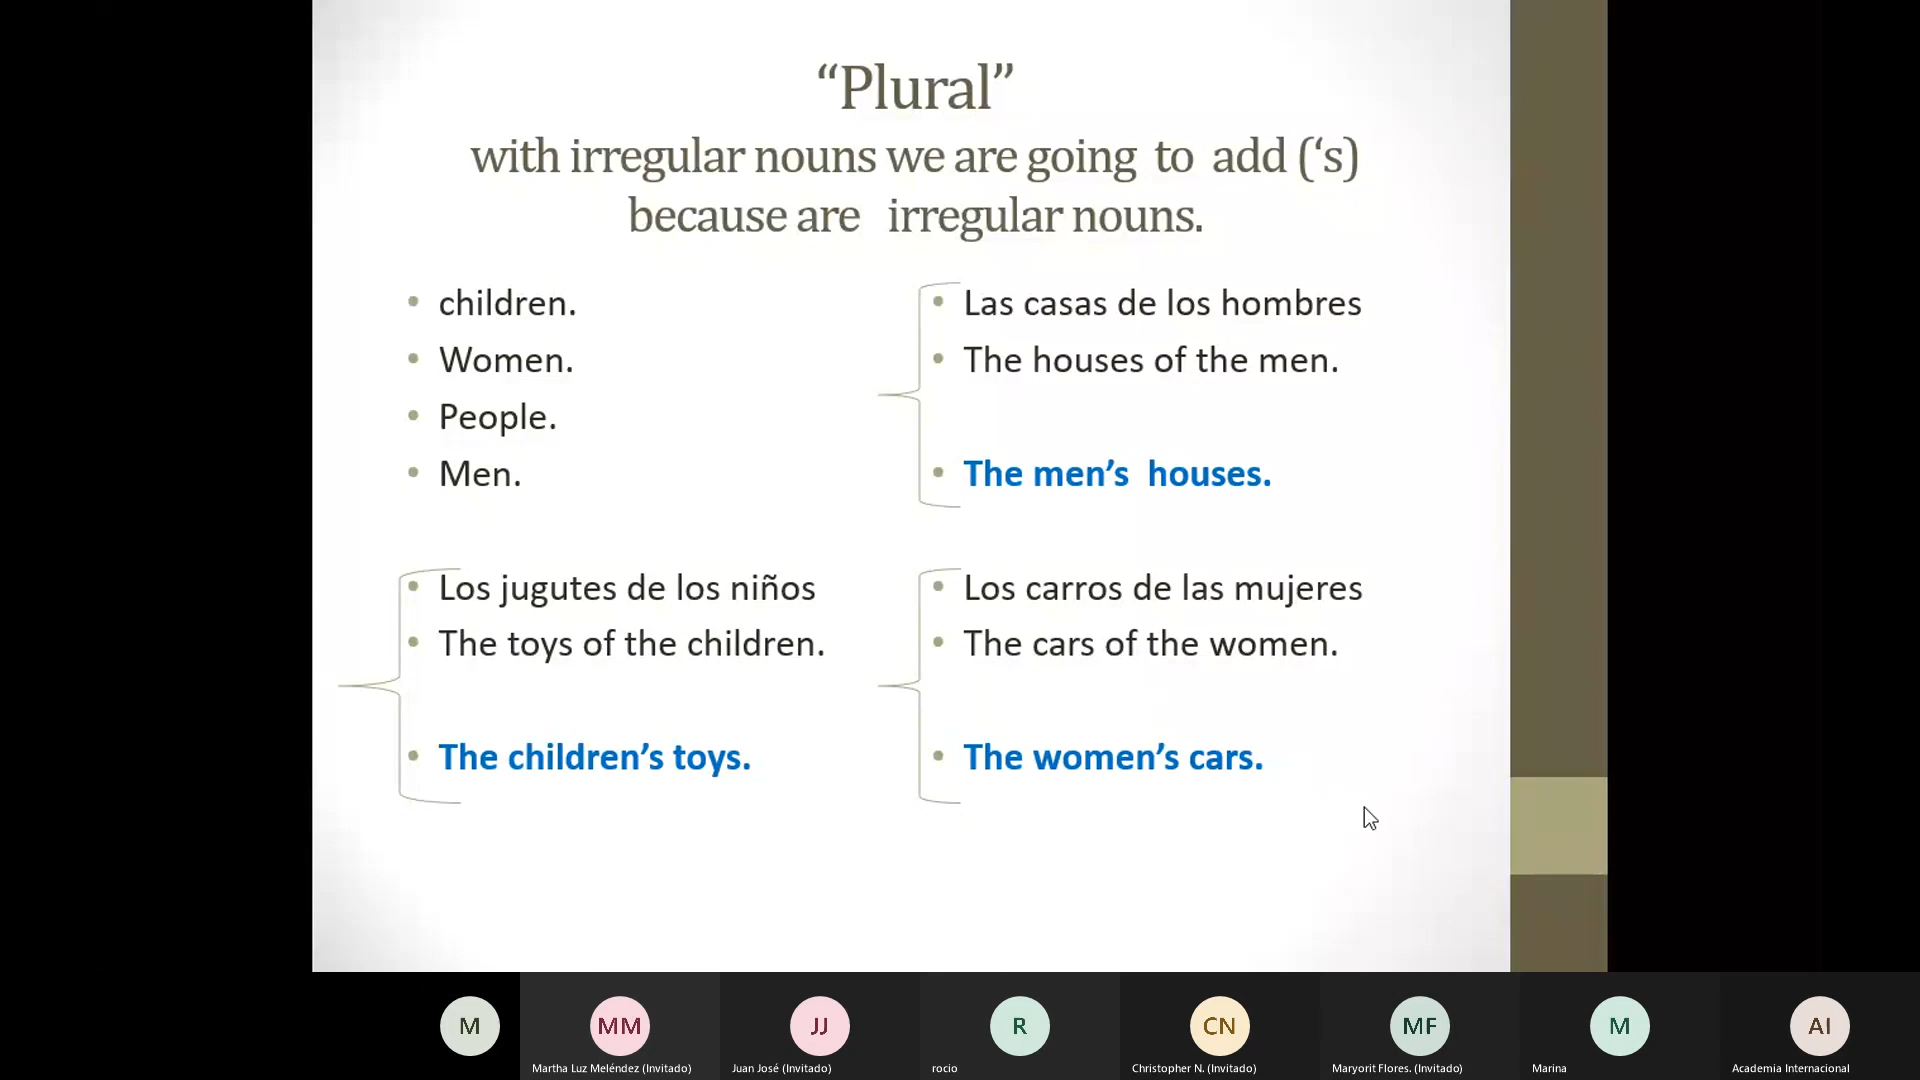 “Plural”
with irregular nouns we are going to add (‘s)
because are irregular nouns.
• children.
• Women.
• People.
• Men.
• Las casas de los hombres
• The houses of the men.
• The men’s houses.
• Los jugutes de los niños
• The toys of the children.
• The children’s toys.
• Los carros de las mujeres
• The cars of the women.
• The women’s cars.
M
MM
JJ
R
CN
MF
M
AI
Martha Luz Meléndez (Invitado)
Juan José (Invitado)
rocio
Christopher N. (Invitado)
Maryorit Flores. (Invitado)
Marina
Academia Internacional